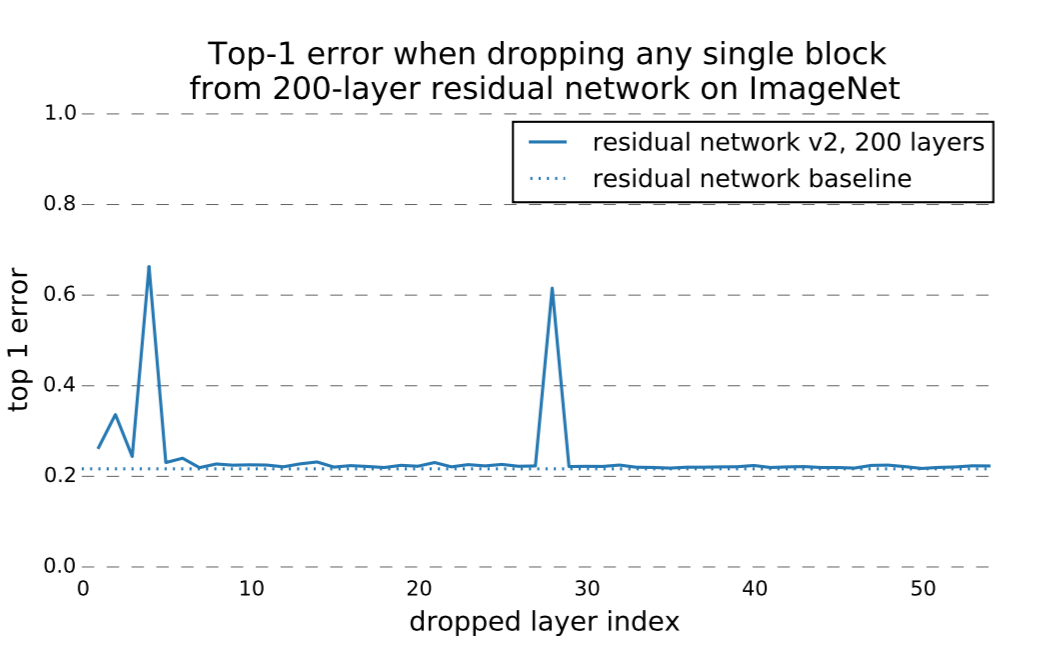 Top-1 error when dropping any single block
from 200-layer residual network on ImageNet
1.0
residual network v2, 200 layers
residual network baseline
0.8
0.6
0.4
0.2
0.0
top 1 error
0 10 20 30 40 50
dropped layer index